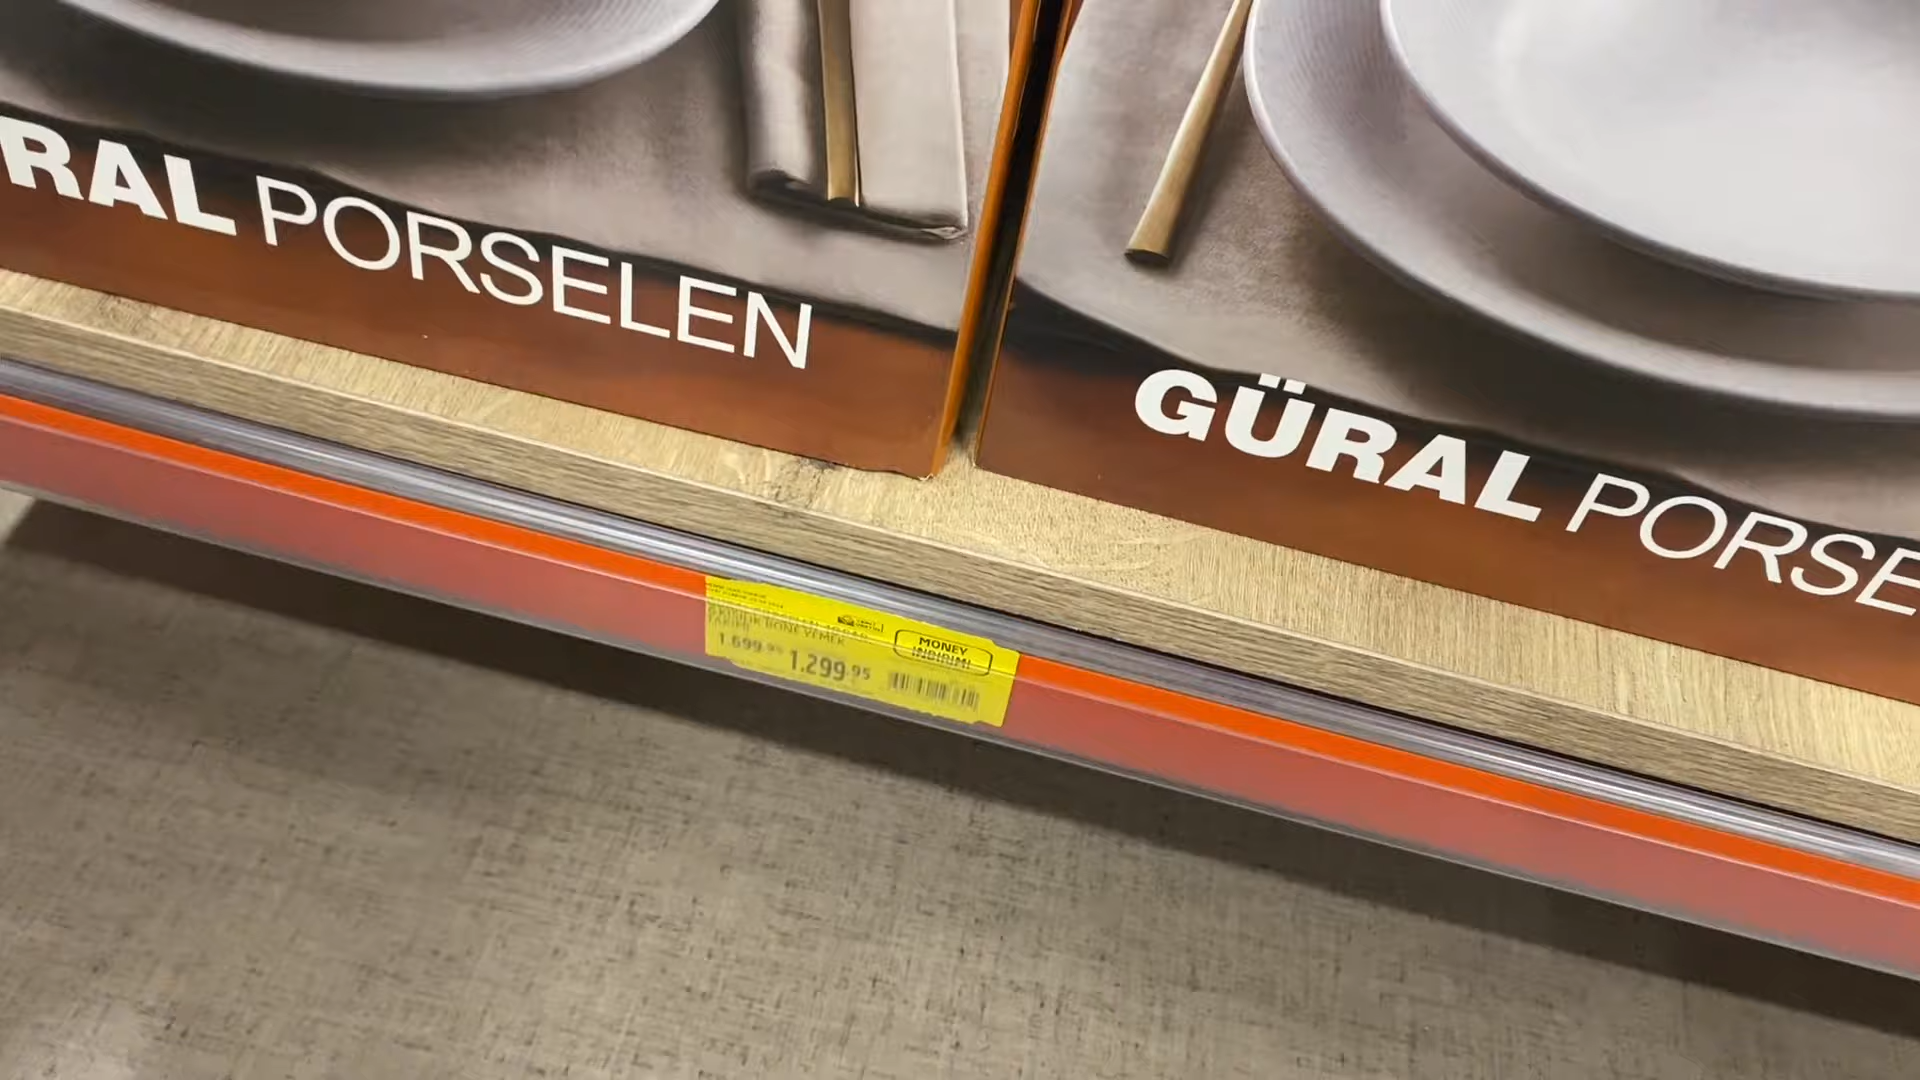 RAL PORSELEN
GÜRAL PORSE
MONEY
İNDİRİMİ
1.699,95
1.299,95